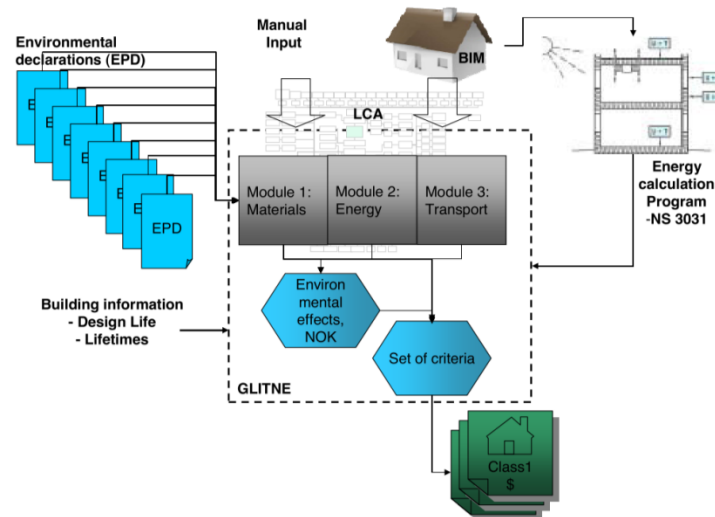 Environmental
declarations (EPD)
Manual
Input
BIM
LCA
EPD
Module 1:
Materials
Module 2:
Energy
Module 3:
Transport
Energy
calculation
Program
-NS 3031
Building information
- Design Life
- Lifetimes
Environ
mental
effects,
NOK
Set of criteria
GLITNE
Class1
$